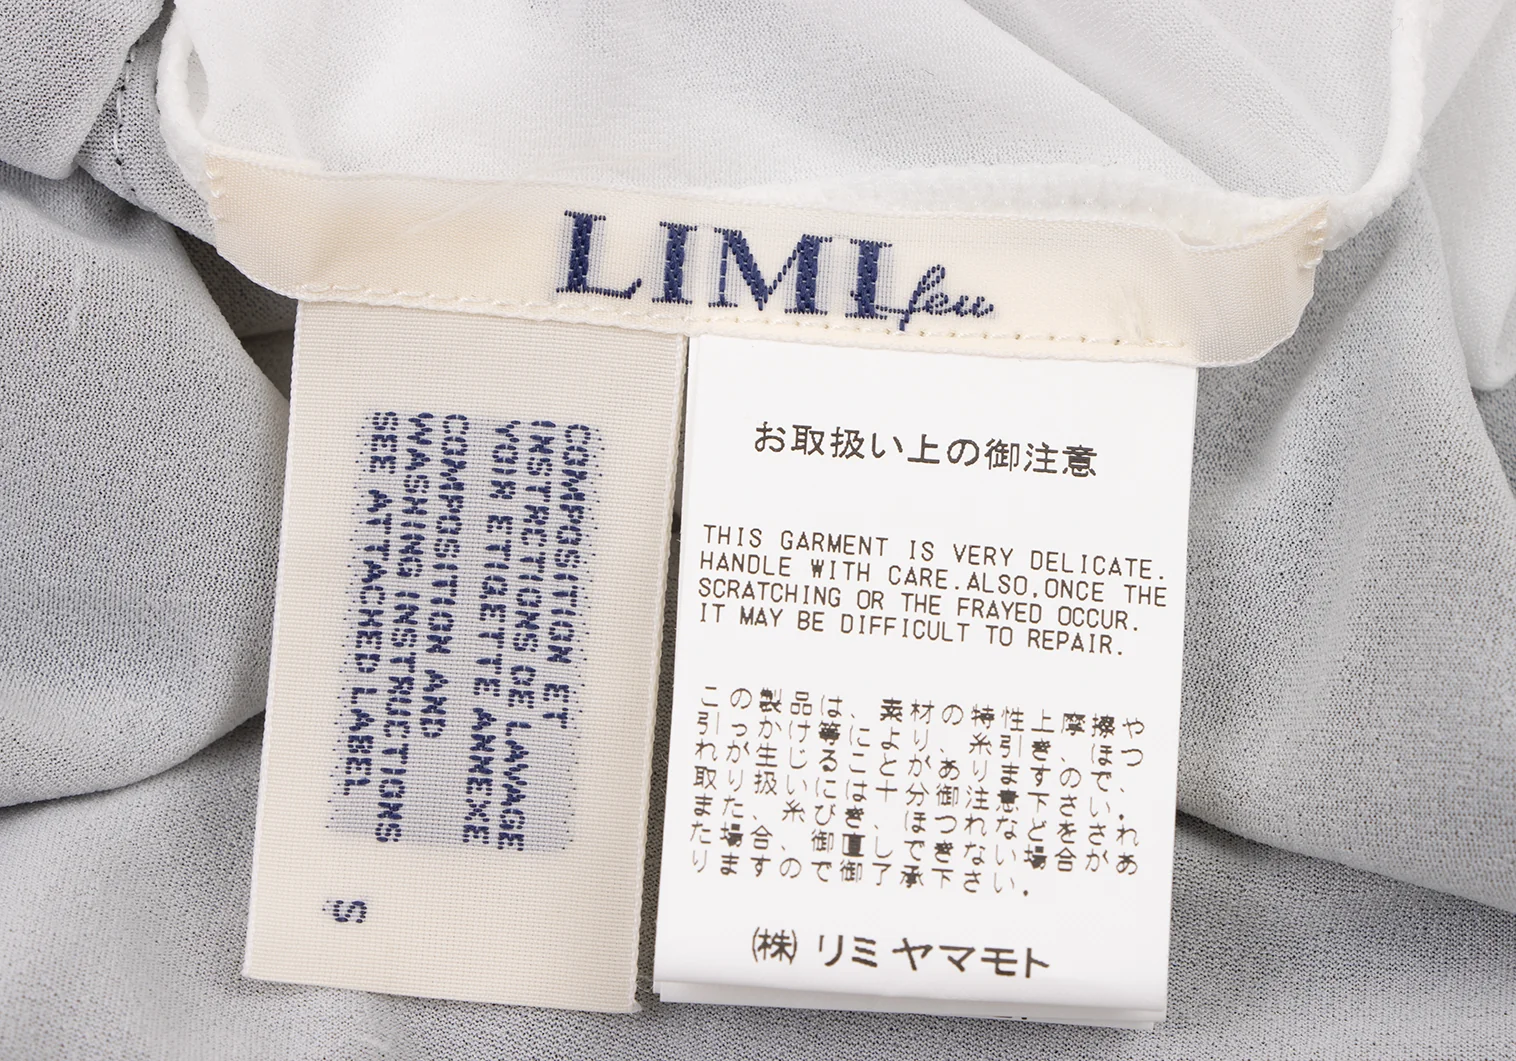 LIMI feu
COMPOSITION ET
INSTRCTIONS DE LAVAGE
VOIR ETIGETTE ANNEXE
COMPOSITION AND
WASHING INSTRUCTIONS
SEE ATTACHED LABEL
S
お取扱い上の御注意
THIS GARMENT IS VERY DELICATE.
HANDLE WITH CARE.ALSO,ONCE THE
SCRATCHING OR THE FRAYED OCCUR.
IT MAY BE DIFFICULT TO REPAIR.
この製品は、素材の特性上摩擦や
引っかけ等により、糸引き、ほつ
れが生じることがありますので、
取り扱いには十分御注意下さい。
また、糸びき、ほつれなどをされ
た場合、御直しできない場合があ
りますので御了承下さい。
㈱ リミ ヤマモト